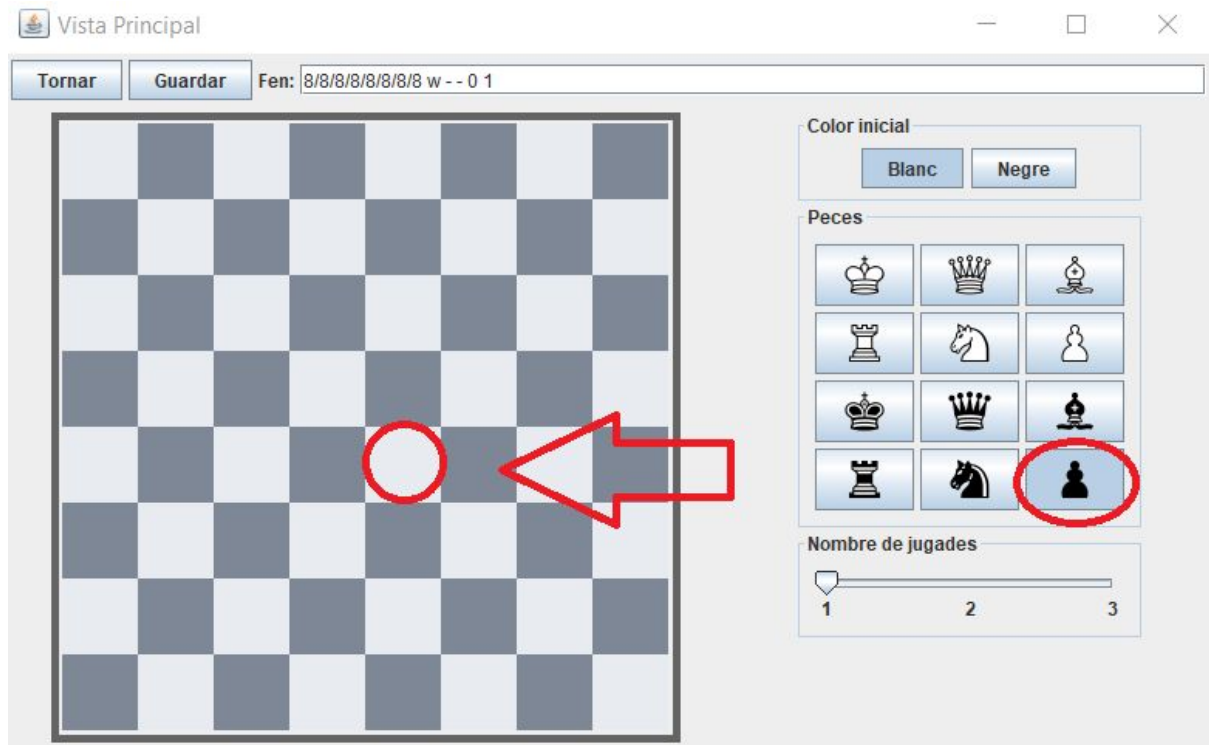 Vista Principal
Tornar Guardar Fen: 8/8/8/8/8/8/8/8 w - - 0 1
Color inicial
Blanc Negre
Peces
Nombre de jugades
1 2 3